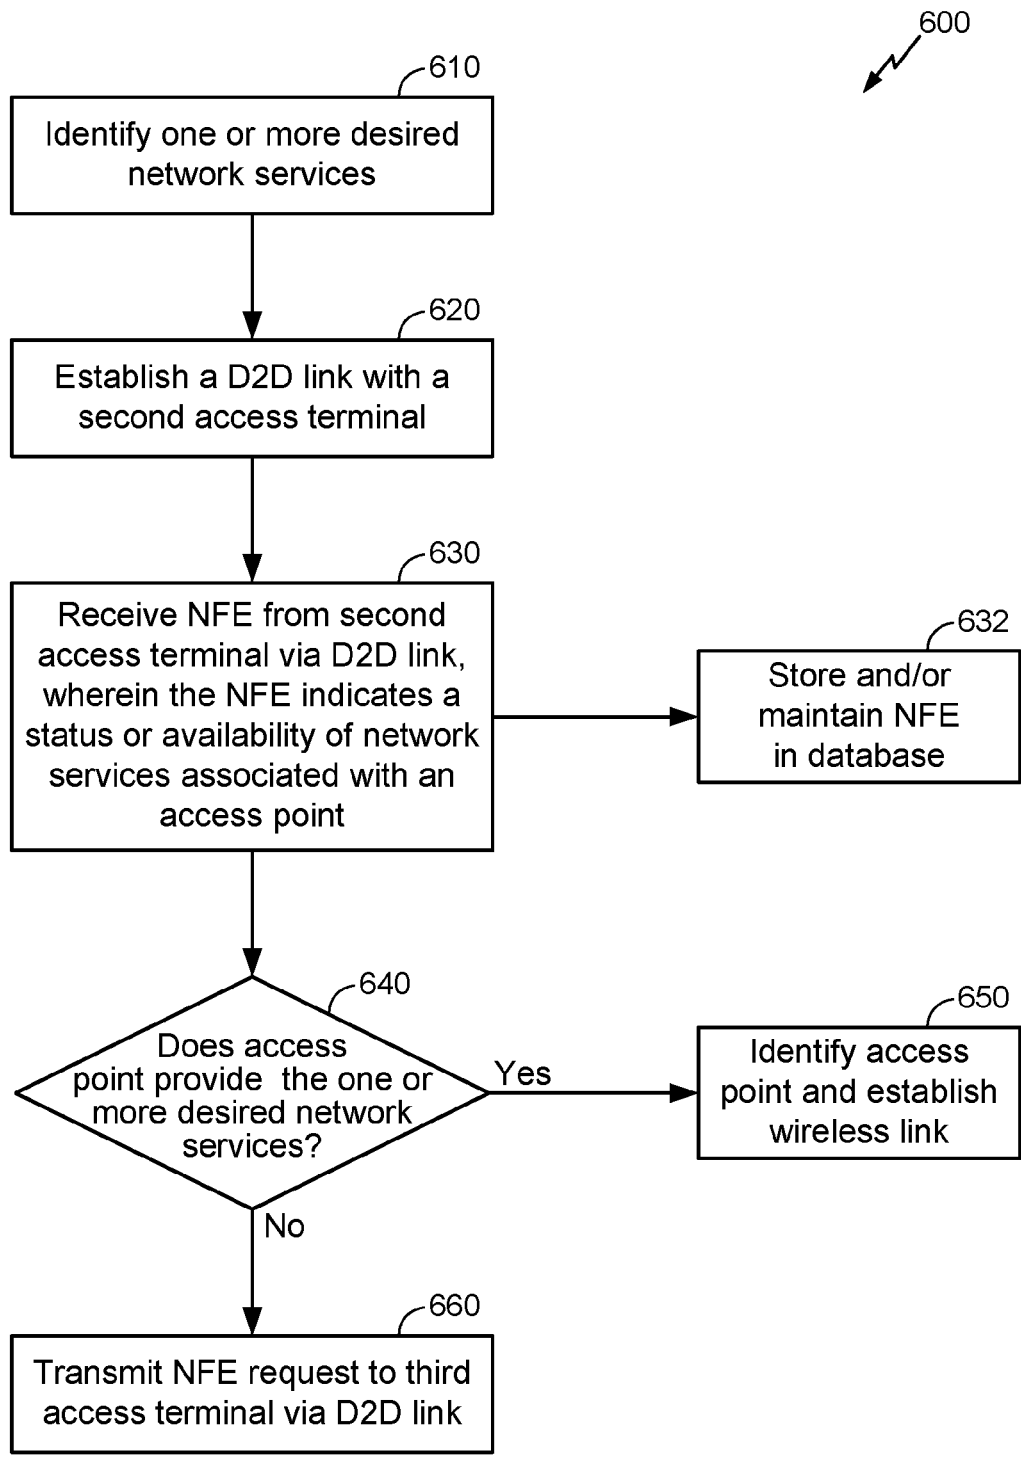 600
610
Identify one or more desired
network services
620
Establish a D2D link with a
second access terminal
630
Receive NFE from second
access terminal via D2D link,
wherein the NFE indicates a
status or availability of network
services associated with an
access point
632
Store and/or
maintain NFE
in database
640
Does access
point provide the one or
more desired network
services?
Yes
650
Identify access
point and establish
wireless link
No
660
Transmit NFE request to third
access terminal via D2D link